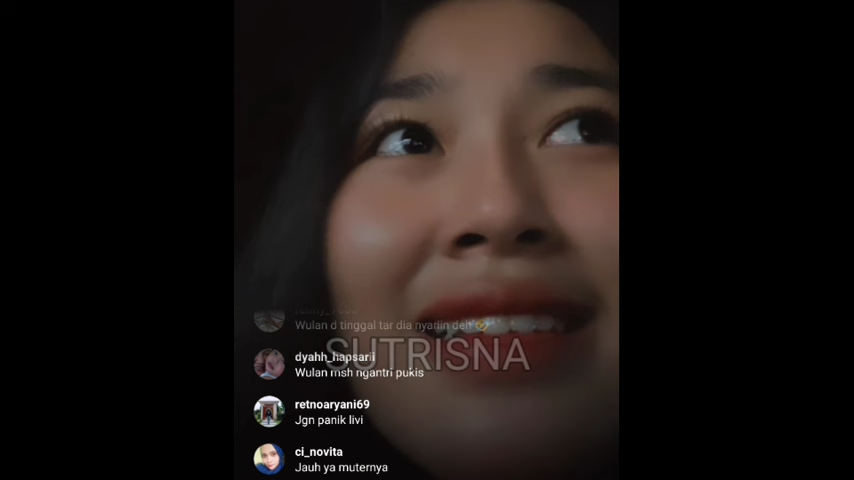 Wulan d tinggal tar dia nyariin deh
SUTRISNA
dyahh_hapsarii
Wulan msh ngantri pukis
retnoaryani69
Jgn panik livi
ci_novita
Jauh ya muternya